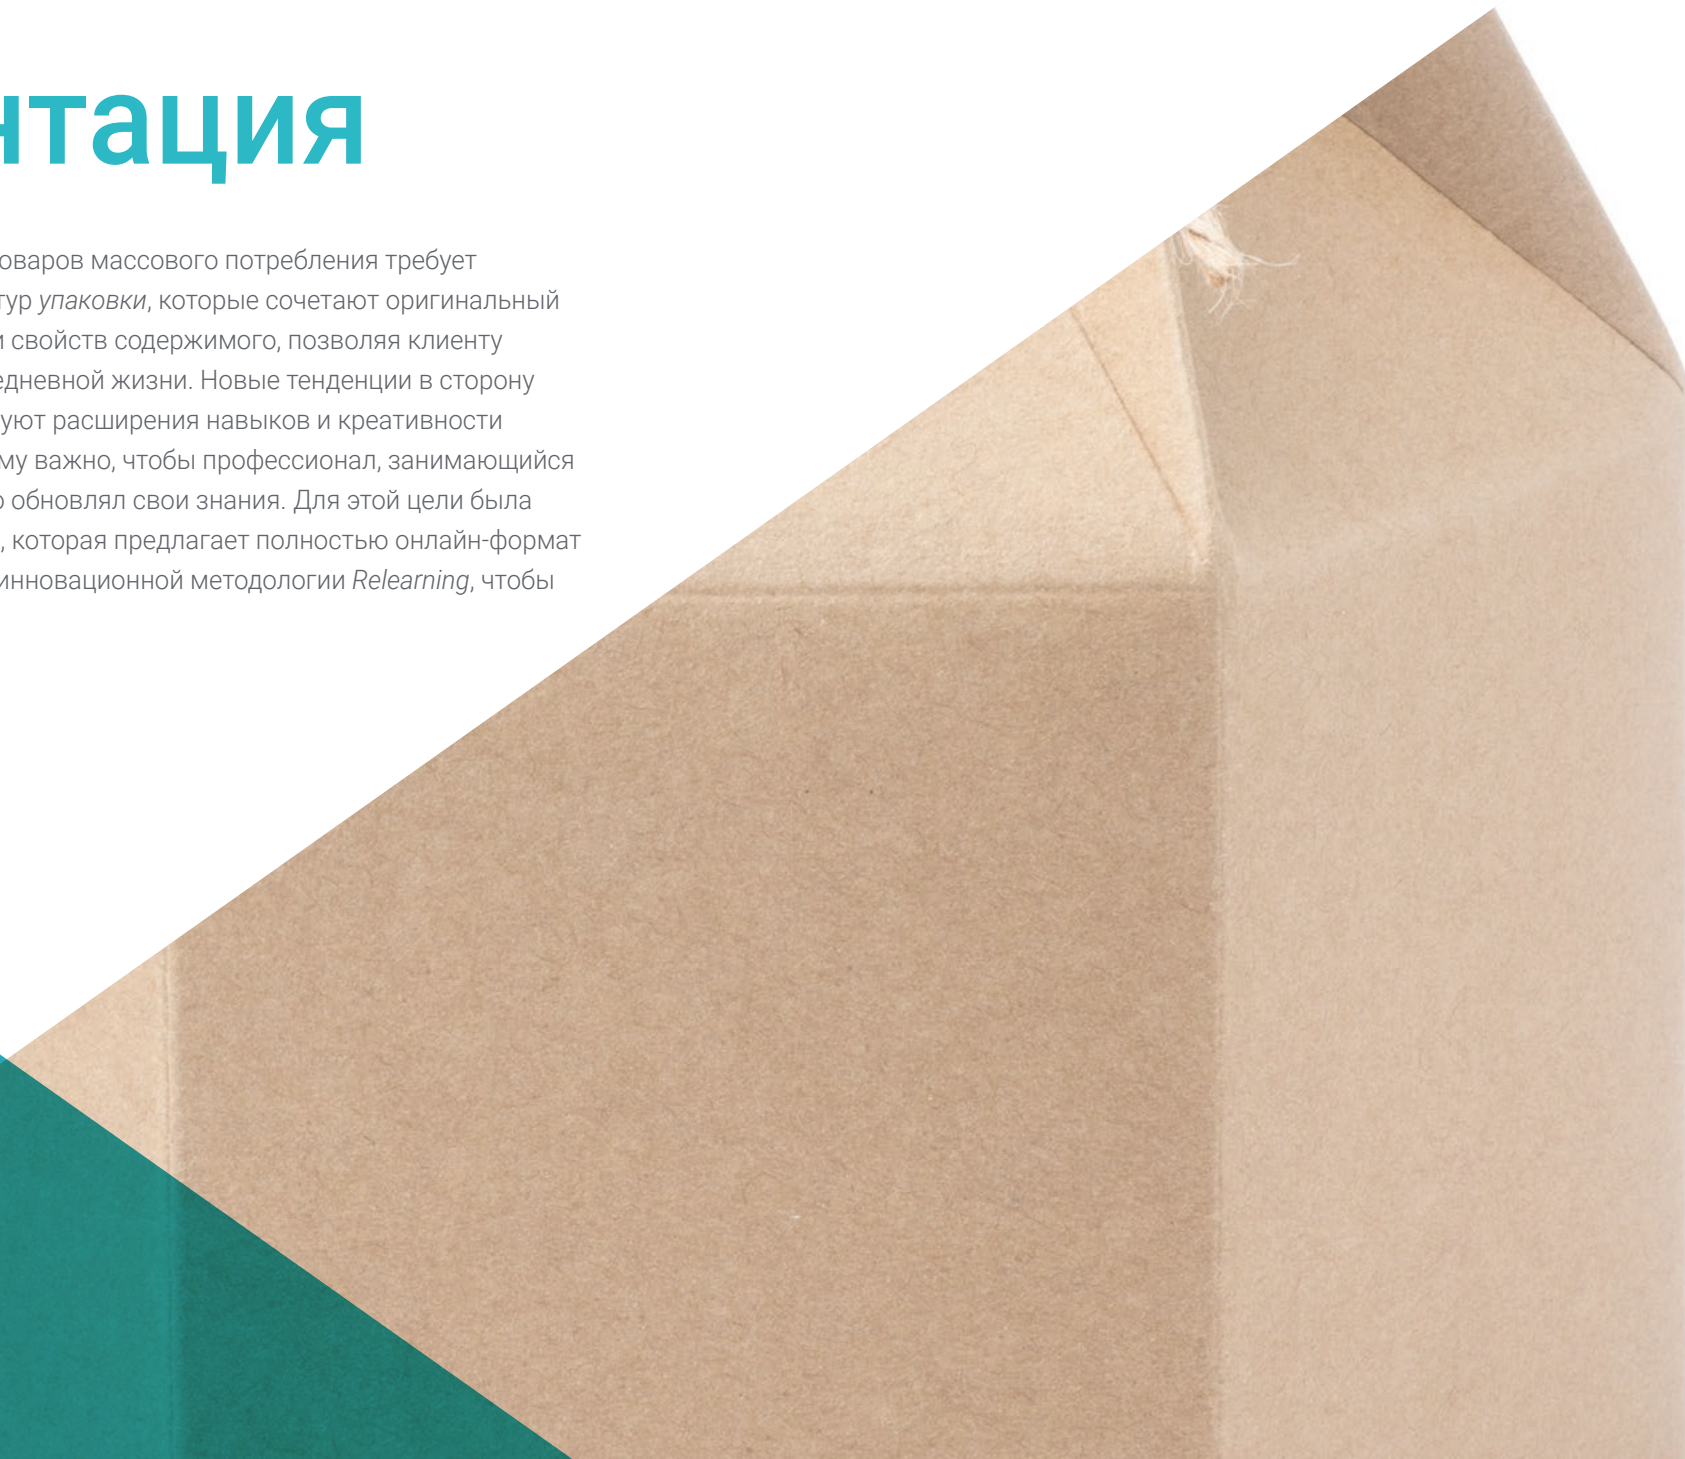 нтация
оваров массового потребления требует
тур упаковки, которые сочетают оригинальный
и свойств содержимого, позволяя клиенту
едневной жизни. Новые тенденции в сторону
уют расширения навыков и креативности
му важно, чтобы профессионал, занимающийся
о обновлял свои знания. Для этой цели была
, которая предлагает полностью онлайн-формат
инновационной методологии Relearning, чтобы